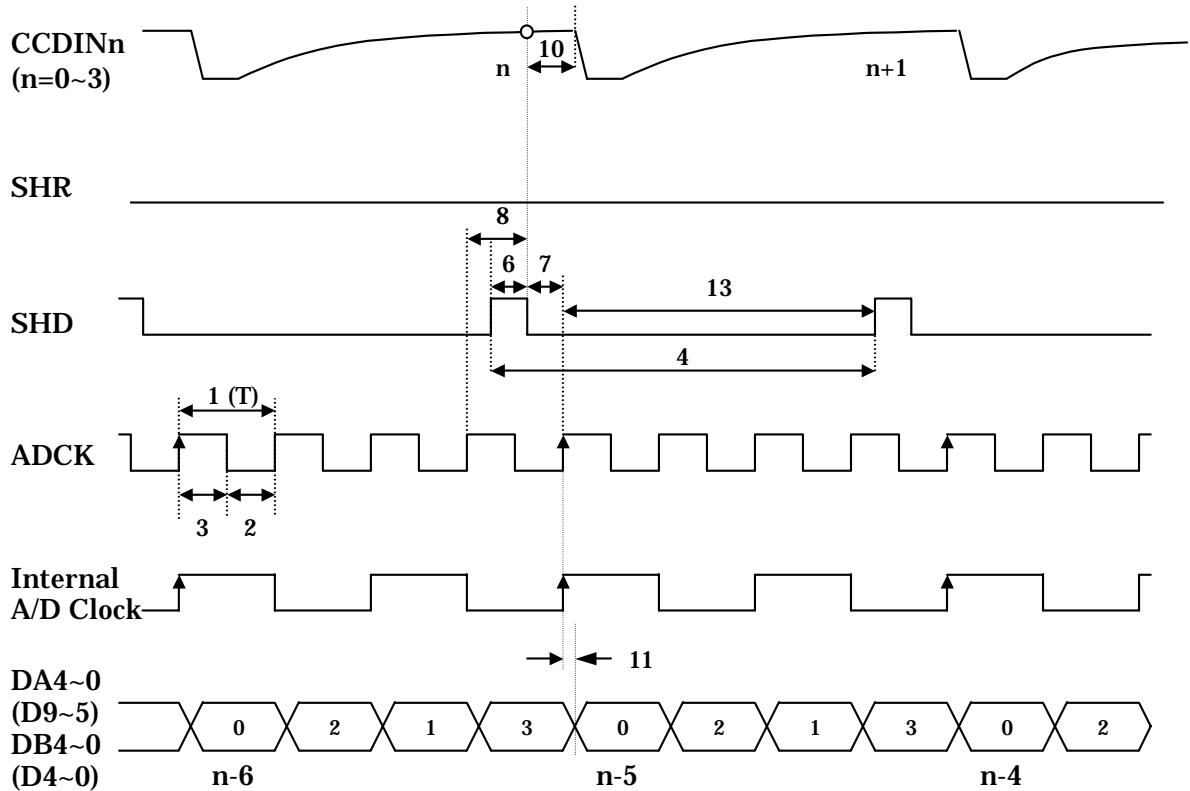 CCDINn
(n=0~3)
10
n
n+1
SHR
8
6
7
13
SHD
4
1 (T)
ADCK
3
2
Internal
A/D Clock
11
DA4~0
(D9~5)
DB4~0
(D4~0)
0 2 1 3 0 2 1 3 0 2
n-6 n-5 n-4